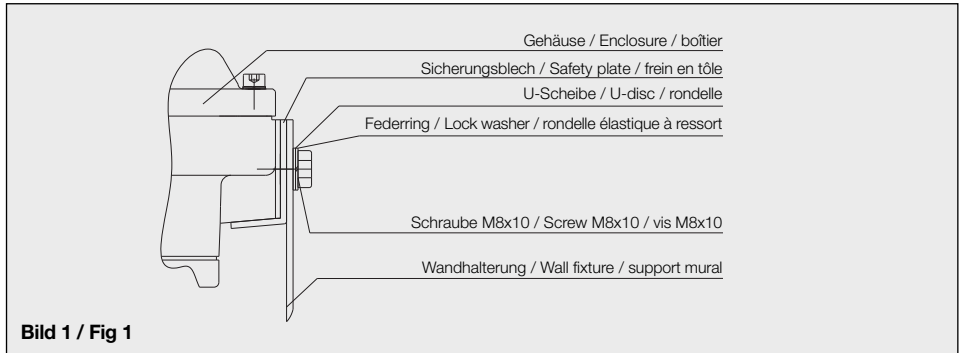 Gehäuse / Enclosure / boîtier
Sicherungsblech / Safety plate / frein en tôle
U-Scheibe / U-disc / rondelle
Federring / Lock washer / rondelle élastique à ressort
Schraube M8x10 / Screw M8x10 / vis M8x10
Wandhalterung / Wall fixture / support mural
Bild 1 / Fig 1